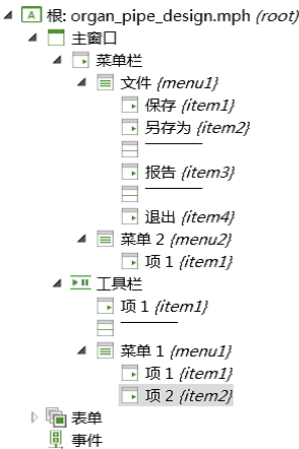 根: organ_pipe_design.mph (root)
主窗口
菜单栏
文件 {menu1}
保存 {item1}
另存为 {item2}
报告 {item3}
退出 {item4}
菜单 2 {menu2}
项 1 {item1}
工具栏
项 1 {item1}
菜单 1 {menu1}
项 1 {item1}
项 2 {item2}
表单
事件